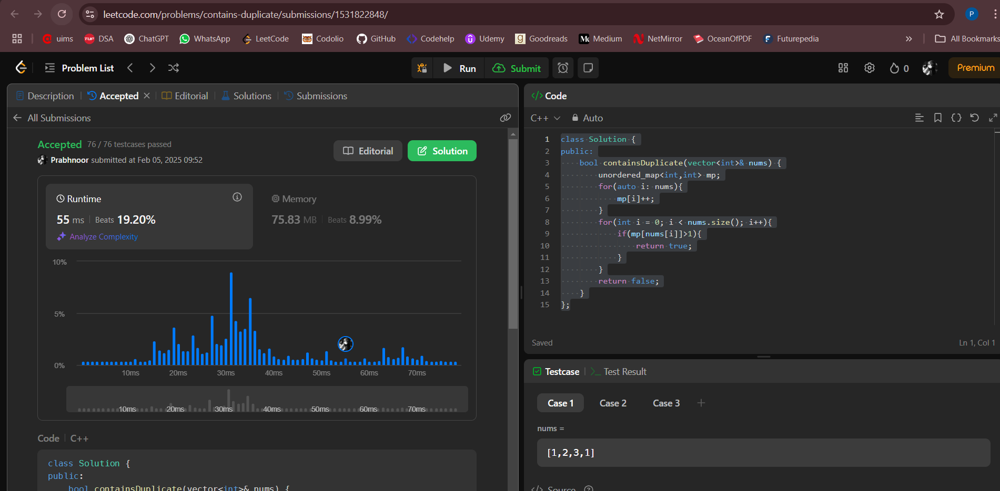 leetcode.com/problems/contains-duplicate/submissions/1531822848/
P
uims DSA ChatGPT WhatsApp LeetCode Codolio GitHub Codehelp Udemy Goodreads Medium NetMirror OceanOfPDF Futurepedia » All Bookmarks
Problem List Run Submit 0 Premium
Description Accepted Editorial Solutions Submissions
All Submissions
Accepted 76 / 76 testcases passed
Prabhnoor submitted at Feb 05, 2025 09:52
Editorial Solution
Runtime
55 ms Beats 19.20%
Analyze Complexity
Memory
75.83 MB Beats 8.99%
10%
5%
0%
10ms 20ms 30ms 40ms 50ms 60ms 70ms
10ms 20ms 30ms 40ms 50ms 60ms 70ms
Code C++
class Solution {
public:
bool containsDuplicate(vector<int>& nums) {
</> Code
C++ Auto
1 class Solution {
2 public:
3 bool containsDuplicate(vector<int>& nums) {
4 unordered_map<int,int> mp;
5 for(auto i: nums){
6 mp[i]++;
7 }
8 for(int i = 0; i < nums.size(); i++){
9 if(mp[nums[i]]>1){
10 return true;
11 }
12 }
13 return false;
14 }
15 };
Saved Ln 1, Col 1
Testcase >_ Test Result
Case 1 Case 2 Case 3 +
nums =
[1,2,3,1]
</> Source ?